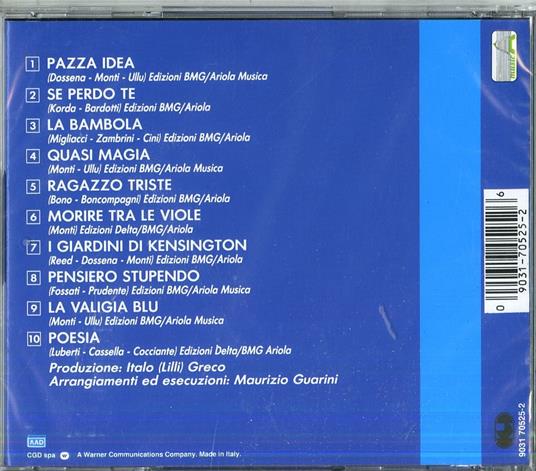 1 PAZZA IDEA
(Dossena - Monti - Ullu) Edizioni BMG/Ariola Musica
2 SE PERDO TE
(Korda - Bardotti) Edizioni BMG/Ariola
3 LA BAMBOLA
(Migliacci - Zambrini - Cini) Edizioni BMG/Ariola
4 QUASI MAGIA
(Monti - Ullu) Edizioni BMG/Ariola Musica
5 RAGAZZO TRISTE
(Bono - Boncompagni) Edizioni BMG/Ariola
6 MORIRE TRA LE VIOLE
(Monti) Edizioni Delta/BMG Ariola
7 I GIARDINI DI KENSINGTON
(Reed - Dossena - Monti) Edizioni BMG/Ariola
8 PENSIERO STUPENDO
(Fossati - Prudente) Edizioni BMG/Ariola Musica
9 LA VALIGIA BLU
(Monti - Ullu) Edizioni BMG/Ariola Musica
10 POESIA
(Luberti - Cassella - Cocciante) Edizioni Delta/BMG Ariola
Produzione: Italo (Lilli) Greco
Arrangiamenti ed esecuzioni: Maurizio Guarini
AAD
CGD spa A Warner Communications Company. Made in Italy.
music
0 9031-70525-2 6
9031 70525-2